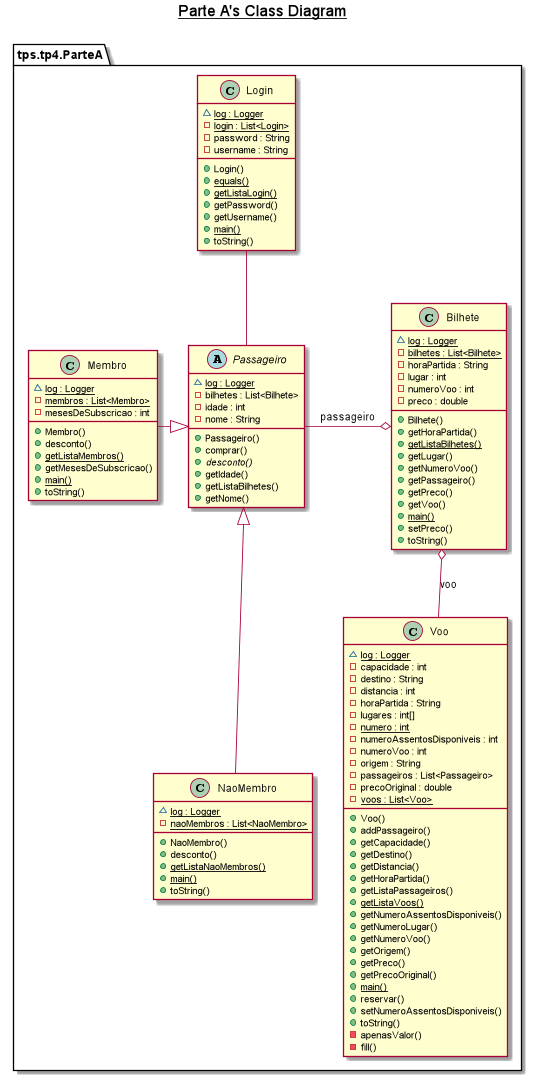 Parte A's Class Diagram
tps.tp4.ParteA
C Login
log : Logger
login : List<Login>
password : String
username : String
Login()
equals()
getListaLogin()
getPassword()
getUsername()
main()
toString()
C Bilhete
log : Logger
bilhetes : List<Bilhete>
horaPartida : String
lugar : int
numeroVoo : int
preco : double
Bilhete()
getHoraPartida()
getListaBilhetes()
getLugar()
getNumeroVoo()
getPassageiro()
getPreco()
getVoo()
main()
setPreco()
toString()
C Membro
log : Logger
membros : List<Membro>
mesesDeSubscricao : int
Membro()
desconto()
getListaMembros()
getMesesDeSubscricao()
main()
toString()
A Passageiro
log : Logger
bilhetes : List<Bilhete>
idade : int
nome : String
Passageiro()
comprar()
desconto()
getIdade()
getListaBilhetes()
getNome()
passageiro
voo
C Voo
log : Logger
capacidade : int
destino : String
distancia : int
horaPartida : String
lugares : int[]
numero : int
numeroAssentosDisponiveis : int
numeroVoo : int
origem : String
passageiros : List<Passageiro>
precoOriginal : double
voos : List<Voo>
Voo()
addPassageiro()
getCapacidade()
getDestino()
getDistancia()
getHoraPartida()
getListaPassageiros()
getListaVoos()
getNumeroAssentosDisponiveis()
getNumeroLugar()
getNumeroVoo()
getOrigem()
getPreco()
getPrecoOriginal()
main()
reservar()
setNumeroAssentosDisponiveis()
toString()
apenasValor()
fill()
C NaoMembro
log : Logger
naoMembros : List<NaoMembro>
NaoMembro()
desconto()
getListaNaoMembros()
main()
toString()